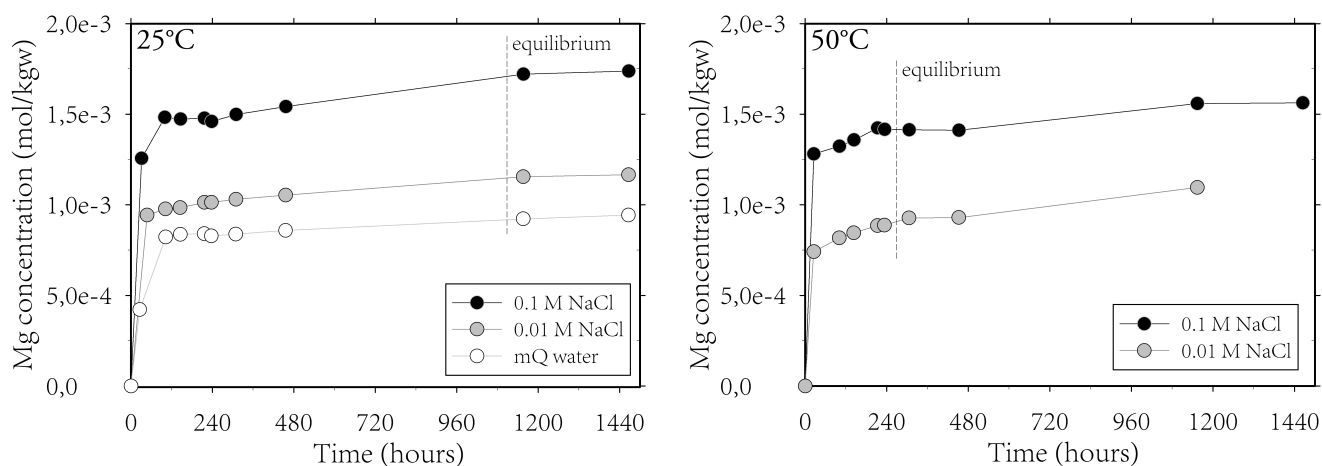 25°C
equilibrium
Mg concentration (mol/kgw)
2,0e-3
1,5e-3
1,0e-3
5,0e-4
0,0
0.1 M NaCl
0.01 M NaCl
mQ water
0 240 480 720 960 1200 1440
Time (hours)
50°C
equilibrium
Mg concentration (mol/kgw)
2,0e-3
1,5e-3
1,0e-3
5,0e-4
0,0
0.1 M NaCl
0.01 M NaCl
0 240 480 720 960 1200 1440
Time (hours)